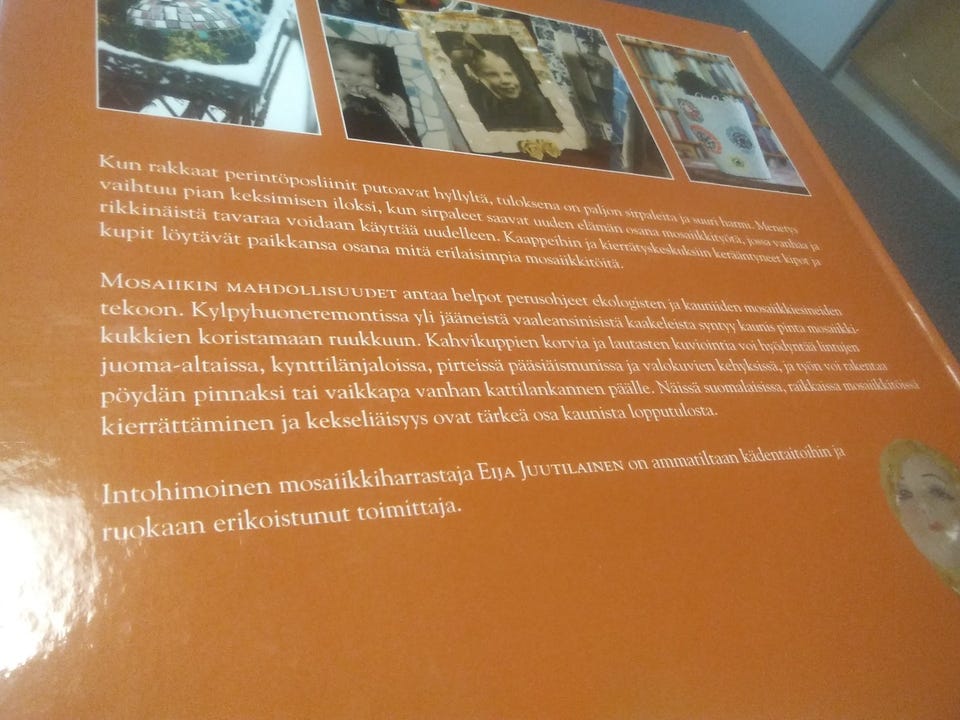 Kun rakkaat perintöposliinit putoavat hyllyltä, tuloksena on paljon sirpaleita ja suuri harmi. Menetys
vaihtuu pian keksimisen iloksi, kun sirpaleet saavat uuden elämän osana mosaiikkityötä, jossa vanhaa ja
rikkinäistä tavaraa voidaan käyttää uudelleen. Kaappeihin ja kierrätyskeskuksiin kerääntyneet kipot ja
kupit löytävät paikkansa osana mitä erilaisimpia mosaiikkitöitä.
MOSAIIKIN MAHDOLLISUUDET antaa helpot perusohjeet ekologisten ja kauniiden mosaiikkiesineiden
tekoon. Kylpyhuoneremontissa yli jääneistä vaaleansinisistä kaakeleista syntyy kaunis pinta mosaiikki-
kukkien koristamaan ruukkuun. Kahvikuppien korvia ja lautasten kuviointia voi hyödyntää lintujen
juoma-altaissa, kynttilänjaloissa, pirteissä pääsiäismunissa ja valokuvien kehyksissä, ja työn voi rakentaa
pöydän pinnaksi tai vaikkapa vanhan kattilankannen päälle. Näissä suomalaisissa, raikkaissa mosaiikkitöissä
kierrättäminen ja kekseliäisyys ovat tärkeä osa kaunista lopputulosta.
Intohimoinen mosaiikkiharrastaja EIJA JUUTILAINEN on ammatiltaan kädentaitoihin ja
ruokaan erikoistunut toimittaja.